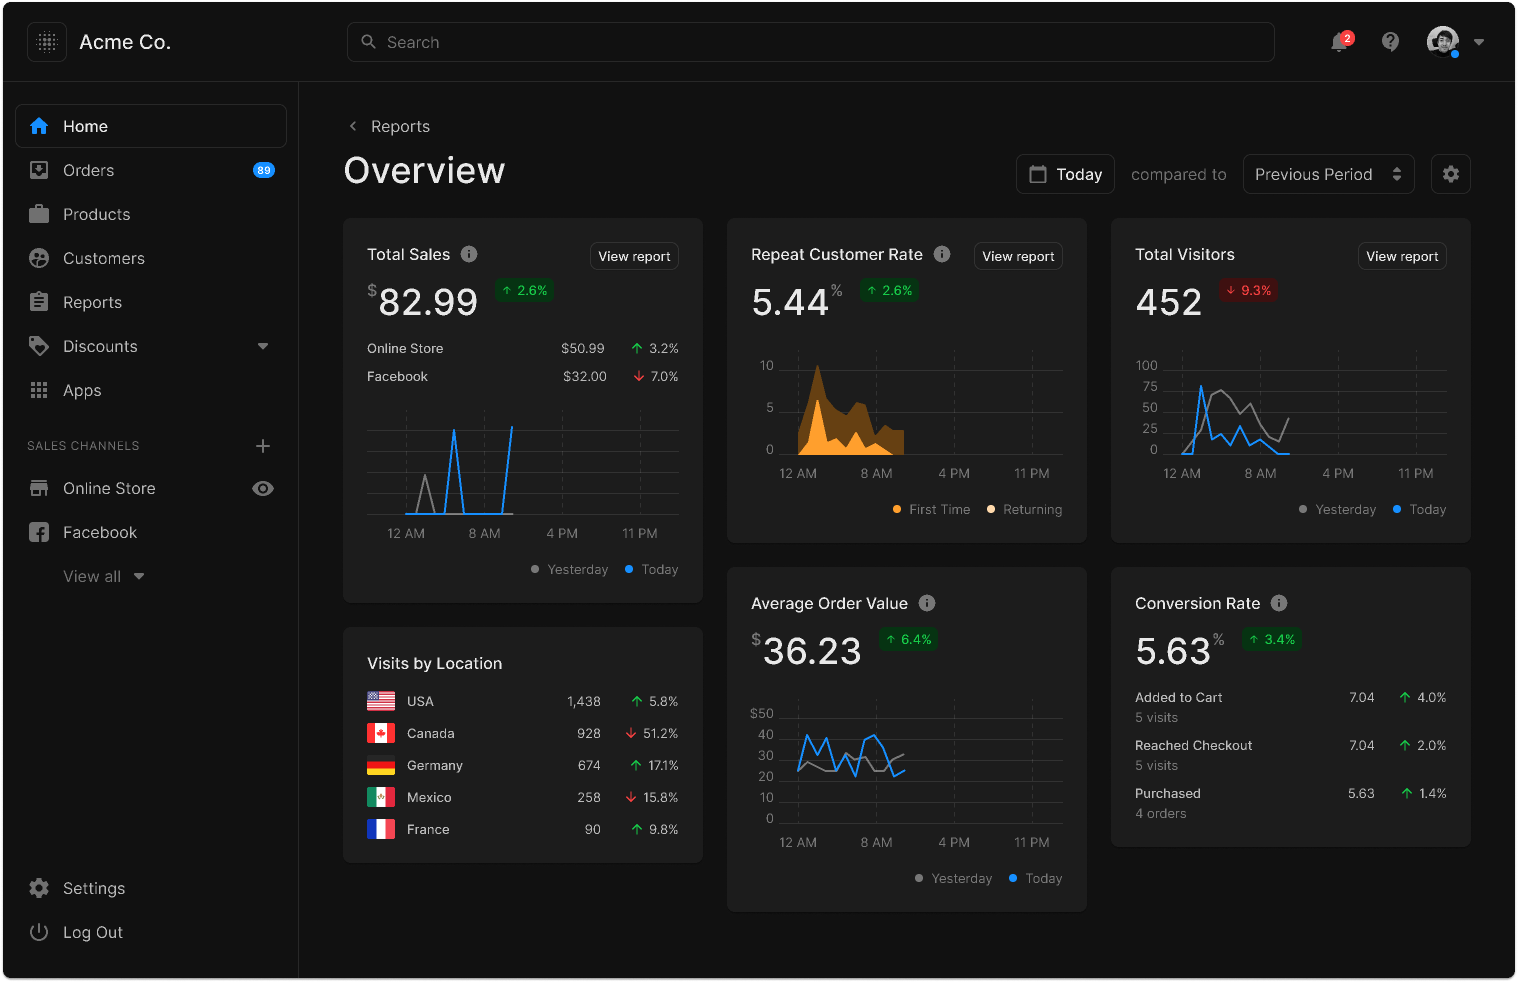 Acme Co.
Search
2
Home
Orders 89
Products
Customers
Reports
Discounts
Apps
SALES CHANNELS
Online Store
Facebook
View all
Settings
Log Out
Reports
Overview
Today compared to Previous Period
Total Sales View report
$82.99 ↑ 2.6%
Online Store $50.99 ↑ 3.2%
Facebook $32.00 ↓ 7.0%
12 AM 8 AM 4 PM 11 PM
Yesterday Today
Visits by Location
USA 1,438 ↑ 5.8%
Canada 928 ↓ 51.2%
Germany 674 ↑ 17.1%
Mexico 258 ↓ 15.8%
France 90 ↑ 9.8%
Repeat Customer Rate View report
5.44% ↑ 2.6%
10
5
0
12 AM 8 AM 4 PM 11 PM
First Time Returning
Average Order Value
$36.23 ↑ 6.4%
$50
40
30
20
10
0
12 AM 8 AM 4 PM 11 PM
Yesterday Today
Total Visitors View report
452 ↓ 9.3%
100
75
50
25
0
12 AM 8 AM 4 PM 11 PM
Yesterday Today
Conversion Rate
5.63% ↑ 3.4%
Added to Cart 7.04 ↑ 4.0%
5 visits
Reached Checkout 7.04 ↑ 2.0%
5 visits
Purchased 5.63 ↑ 1.4%
4 orders